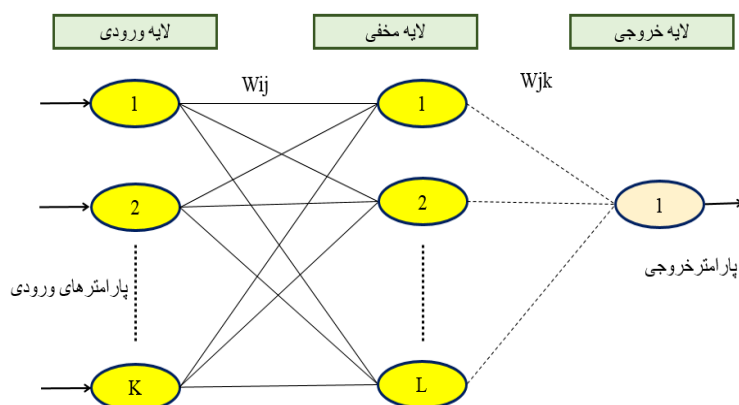 لایه ورودی
لایه مخفی
لایه خروجی
Wij
Wjk
1
1
2
2
1
پارامترهای ورودی
پارامترخروجی
K
L